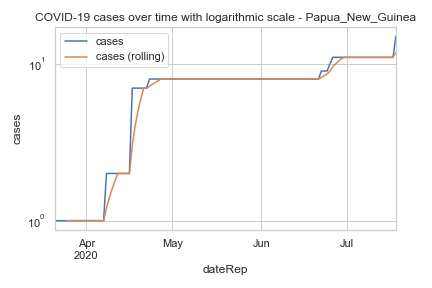 COVID-19 cases over time with logarithmic scale - Papua_New_Guinea
cases
cases (rolling)
10¹
10⁰
cases
Apr
2020
May
Jun
Jul
dateRep